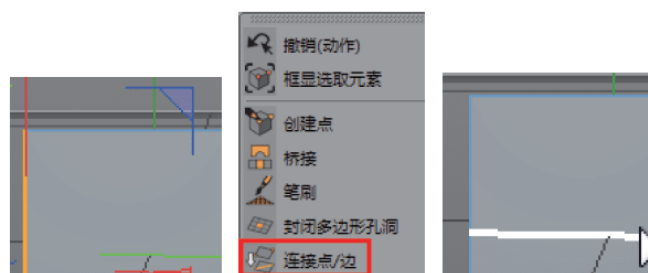 撤销(动作)
框显选取元素
创建点
桥接
笔刷
封闭多边形孔洞
连接点/边